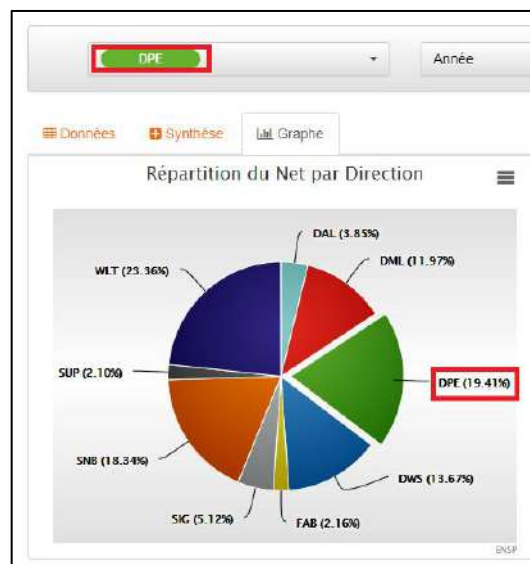 DPE
Année
Données
Synthèse
Graphe
Répartition du Net par Direction
DAL (3.85%)
DML (11.97%)
WLT (23.36%)
SUP (2.10%)
DPE (19.41%)
SNB (18.34%)
DWS (13.67%)
SIG (5.12%)
FAB (2.16%)
ENSP